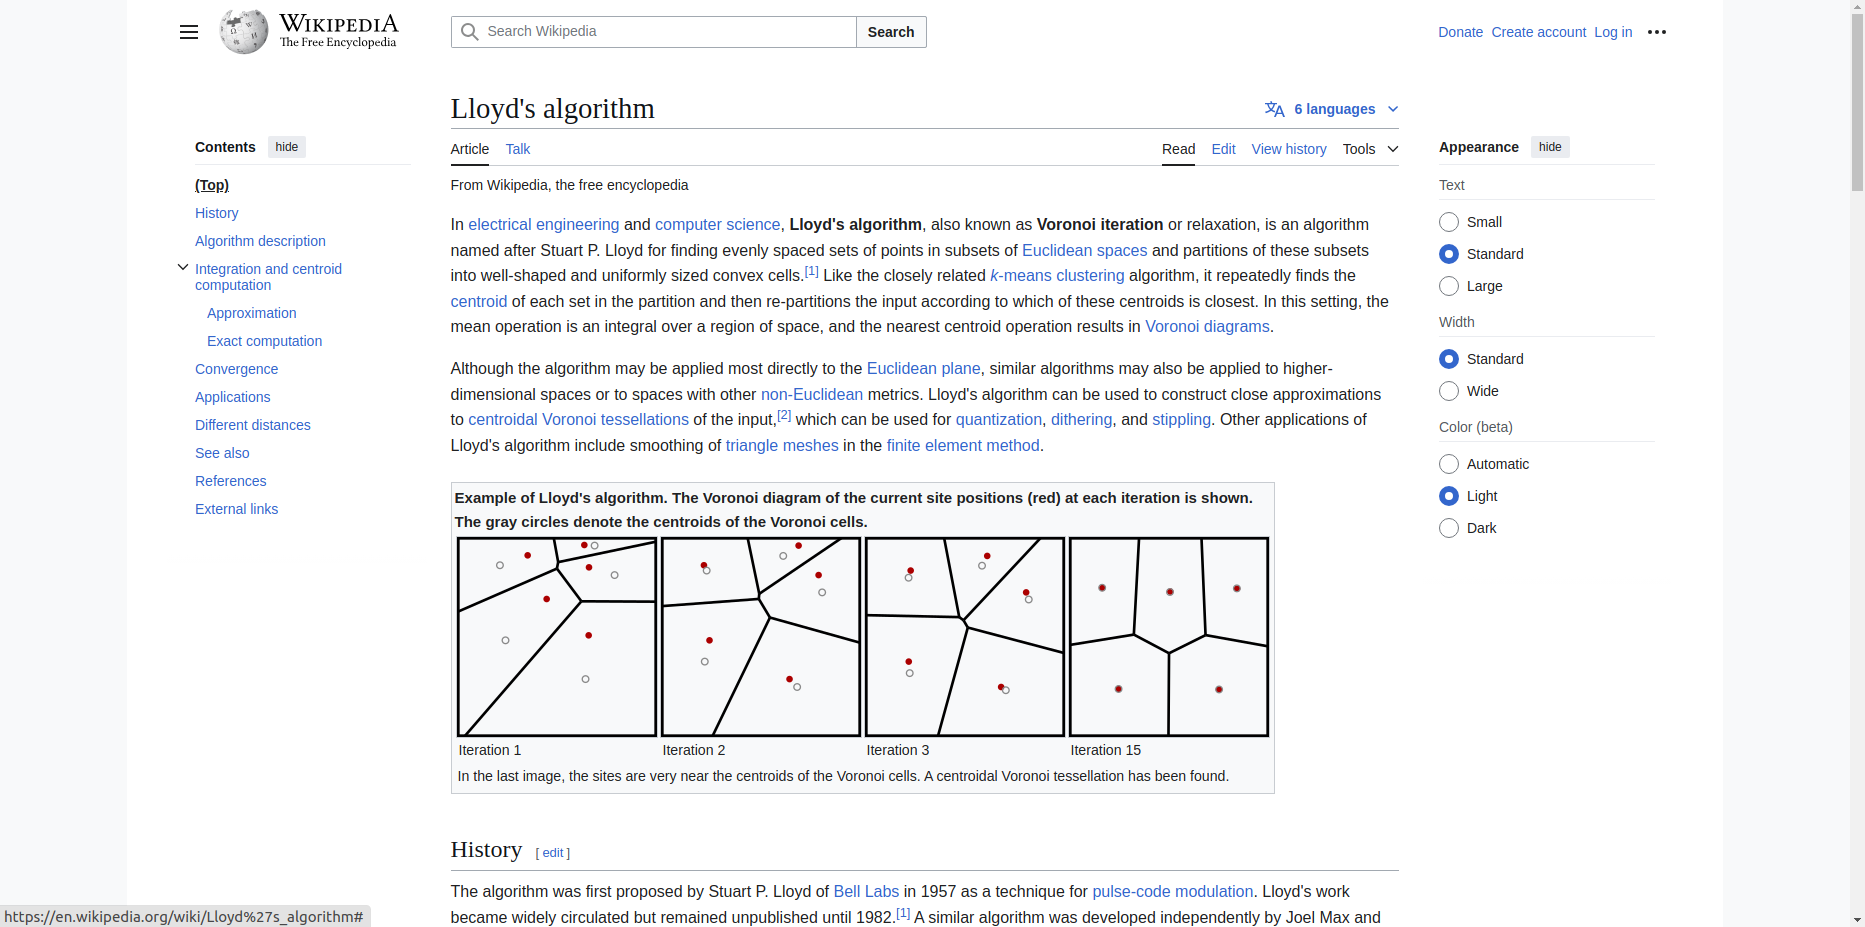 WIKIPEDIA
The Free Encyclopedia
Search Wikipedia
Search
Donate
Create account
Log in
Contents
hide
(Top)
History
Algorithm description
Integration and centroid
computation
Approximation
Exact computation
Convergence
Applications
Different distances
See also
References
External links
Lloyd's algorithm
6 languages
Article
Talk
Read
Edit
View history
Tools
From Wikipedia, the free encyclopedia
In electrical engineering and computer science, Lloyd's algorithm, also known as Voronoi iteration or relaxation, is an algorithm
named after Stuart P. Lloyd for finding evenly spaced sets of points in subsets of Euclidean spaces and partitions of these subsets
into well-shaped and uniformly sized convex cells.[1] Like the closely related k-means clustering algorithm, it repeatedly finds the
centroid of each set in the partition and then re-partitions the input according to which of these centroids is closest. In this setting, the
mean operation is an integral over a region of space, and the nearest centroid operation results in Voronoi diagrams.
Although the algorithm may be applied most directly to the Euclidean plane, similar algorithms may also be applied to higher-
dimensional spaces or to spaces with other non-Euclidean metrics. Lloyd's algorithm can be used to construct close approximations
to centroidal Voronoi tessellations of the input,[2] which can be used for quantization, dithering, and stippling. Other applications of
Lloyd's algorithm include smoothing of triangle meshes in the finite element method.
Example of Lloyd's algorithm. The Voronoi diagram of the current site positions (red) at each iteration is shown.
The gray circles denote the centroids of the Voronoi cells.
Iteration 1
Iteration 2
Iteration 3
Iteration 15
In the last image, the sites are very near the centroids of the Voronoi cells. A centroidal Voronoi tessellation has been found.
History [ edit ]
The algorithm was first proposed by Stuart P. Lloyd of Bell Labs in 1957 as a technique for pulse-code modulation. Lloyd's work
became widely circulated but remained unpublished until 1982.[1] A similar algorithm was developed independently by Joel Max and
Appearance
hide
Text
Small
Standard
Large
Width
Standard
Wide
Color (beta)
Automatic
Light
Dark
https://en.wikipedia.org/wiki/Lloyd%27s_algorithm#